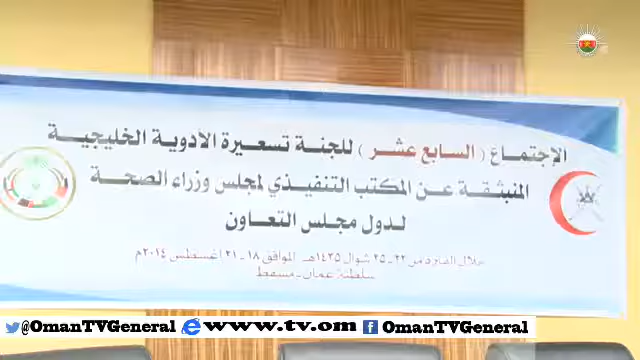 الإجتماع ( السابع عشر ) للجنة تسعيرة الادوية الخليجية
المنبثقة عن المكتب التنفيذي لمجلس وزراء الصحة
لدول مجلس التعاون
خلال الفترة من ٢٢ - ٢٥ شوال ١٤٣٥هـ الموافق ١٨ - ٢١ اغسطس ٢٠١٤م
سلطنة عمان - مسقط
@OmanTVGeneral www.tv.om OmanTVGeneral